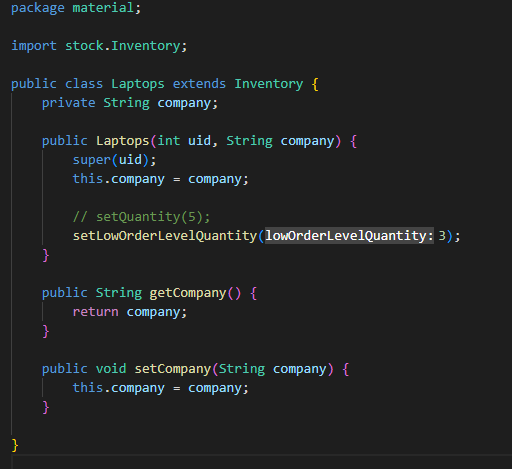 package material;
import stock.Inventory;
public class Laptops extends Inventory {
private String company;
public Laptops(int uid, String company) {
super(uid);
this.company = company;
// setQuantity(5);
setLowOrderLevelQuantity(lowOrderLevelQuantity: 3);
}
public String getCompany() {
return company;
}
public void setCompany(String company) {
this.company = company;
}
}